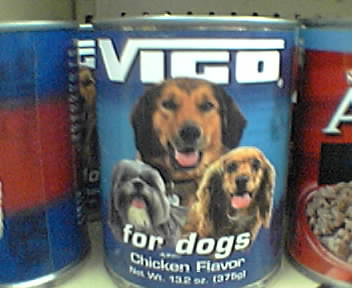 VIGO
for dogs
Chicken Flavor
Net Wt. 13.2 oz. (375g)